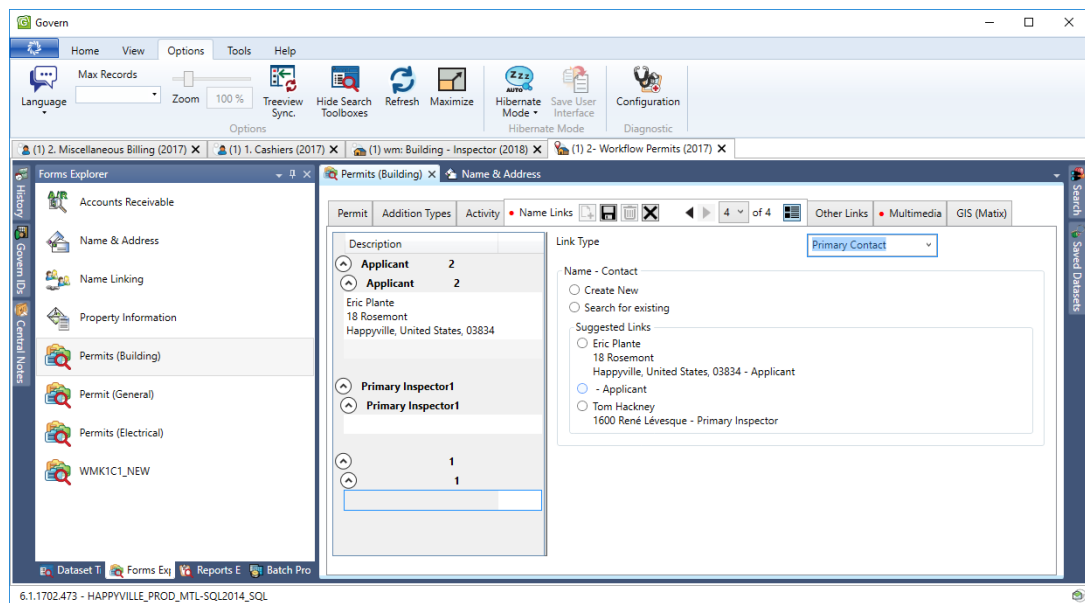 Govern
Home View Options Tools Help
Language
Max Records
Zoom 100 %
Treeview Sync.
Hide Search Toolboxes
Refresh
Maximize
Options
Zzz AUTO
Hibernate Mode
Save User Interface
Hibernate Mode
Configuration
Diagnostic
(1) 2. Miscellaneous Billing (2017) X
(1) 1. Cashiers (2017) X
(1) wm: Building - Inspector (2018) X
(1) 2- Workflow Permits (2017) X
History
Govern IDs
Central Notes
Forms Explorer
A/R
Accounts Receivable
Name & Address
Name Linking
Property Information
Permits (Building)
Permit (General)
Permits (Electrical)
WMK1C1_NEW
Dataset T
Forms Exp
Reports E
Batch Pro
Permits (Building) X
Name & Address
Permit
Addition Types
Activity
Name Links
4 of 4
Other Links
Multimedia
GIS (Matix)
Description
Applicant 2
Applicant 2
Eric Plante
18 Rosemont
Happyville, United States, 03834
Primary Inspector1
Primary Inspector1
1
1
Link Type
Primary Contact
Name - Contact
Create New
Search for existing
Suggested Links
Eric Plante
18 Rosemont
Happyville, United States, 03834 - Applicant
- Applicant
Tom Hackney
1600 René Lévesque - Primary Inspector
Search
Saved Datasets
6.1.1702.473 - HAPPYVILLE_PROD_MTL-SQL2014_SQL